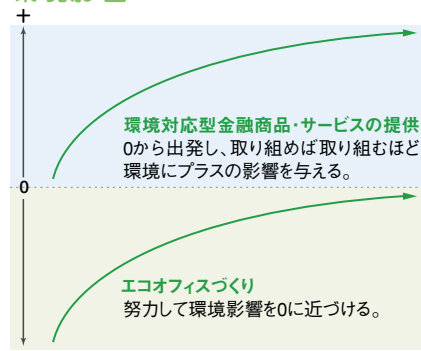 +
環境対応型金融商品・サービスの提供
0から出発し、取り組めば取り組むほど
環境にプラスの影響を与える。
0
エコオフィスづくり
努力して環境影響を0に近づける。